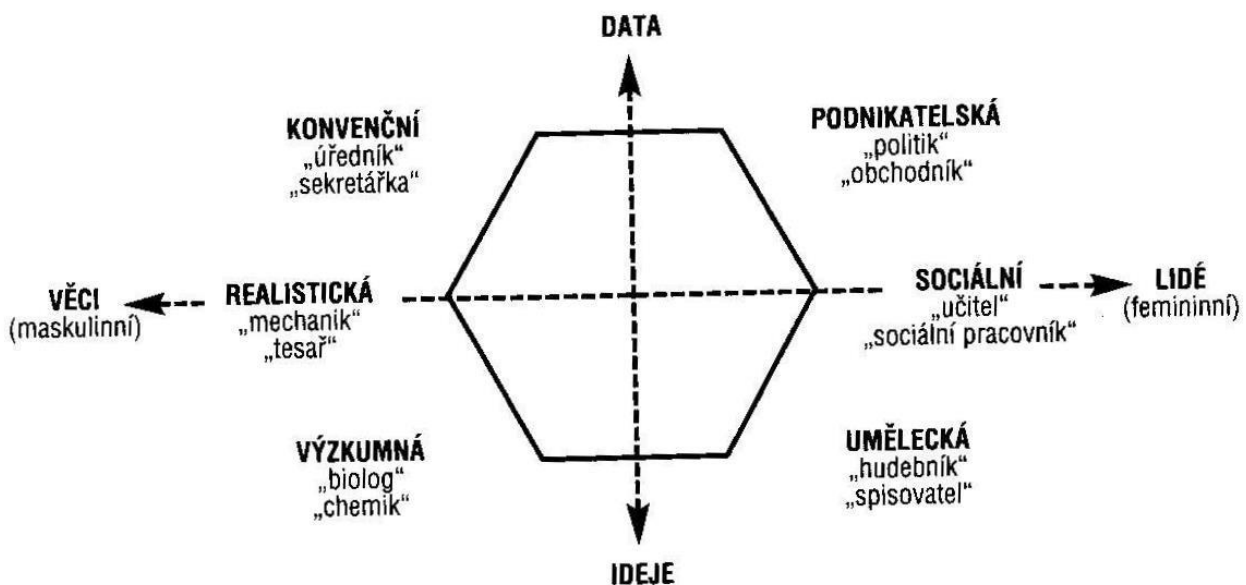 DATA
KONVENČNÍ
„úředník“
„sekretářka“
PODNIKATELSKÁ
„politik“
„obchodník“
VĚCI
(maskulinní)
REALISTICKÁ
„mechanik“
„tesař“
SOCIÁLNÍ
„učitel“
„sociální pracovník“
LIDÉ
(femininní)
VÝZKUMNÁ
„biolog“
„chemik“
UMĚLECKÁ
„hudebník“
„spisovatel“
IDEJE